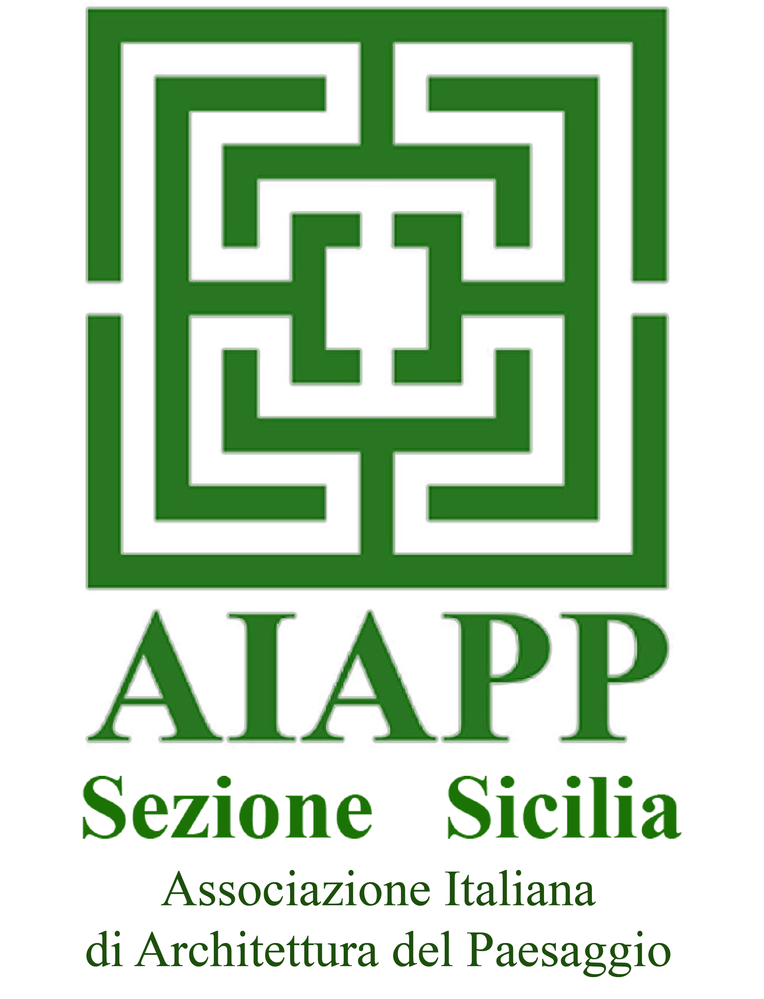 AIAPP
Sezione Sicilia
Associazione Italiana
di Architettura del Paesaggio